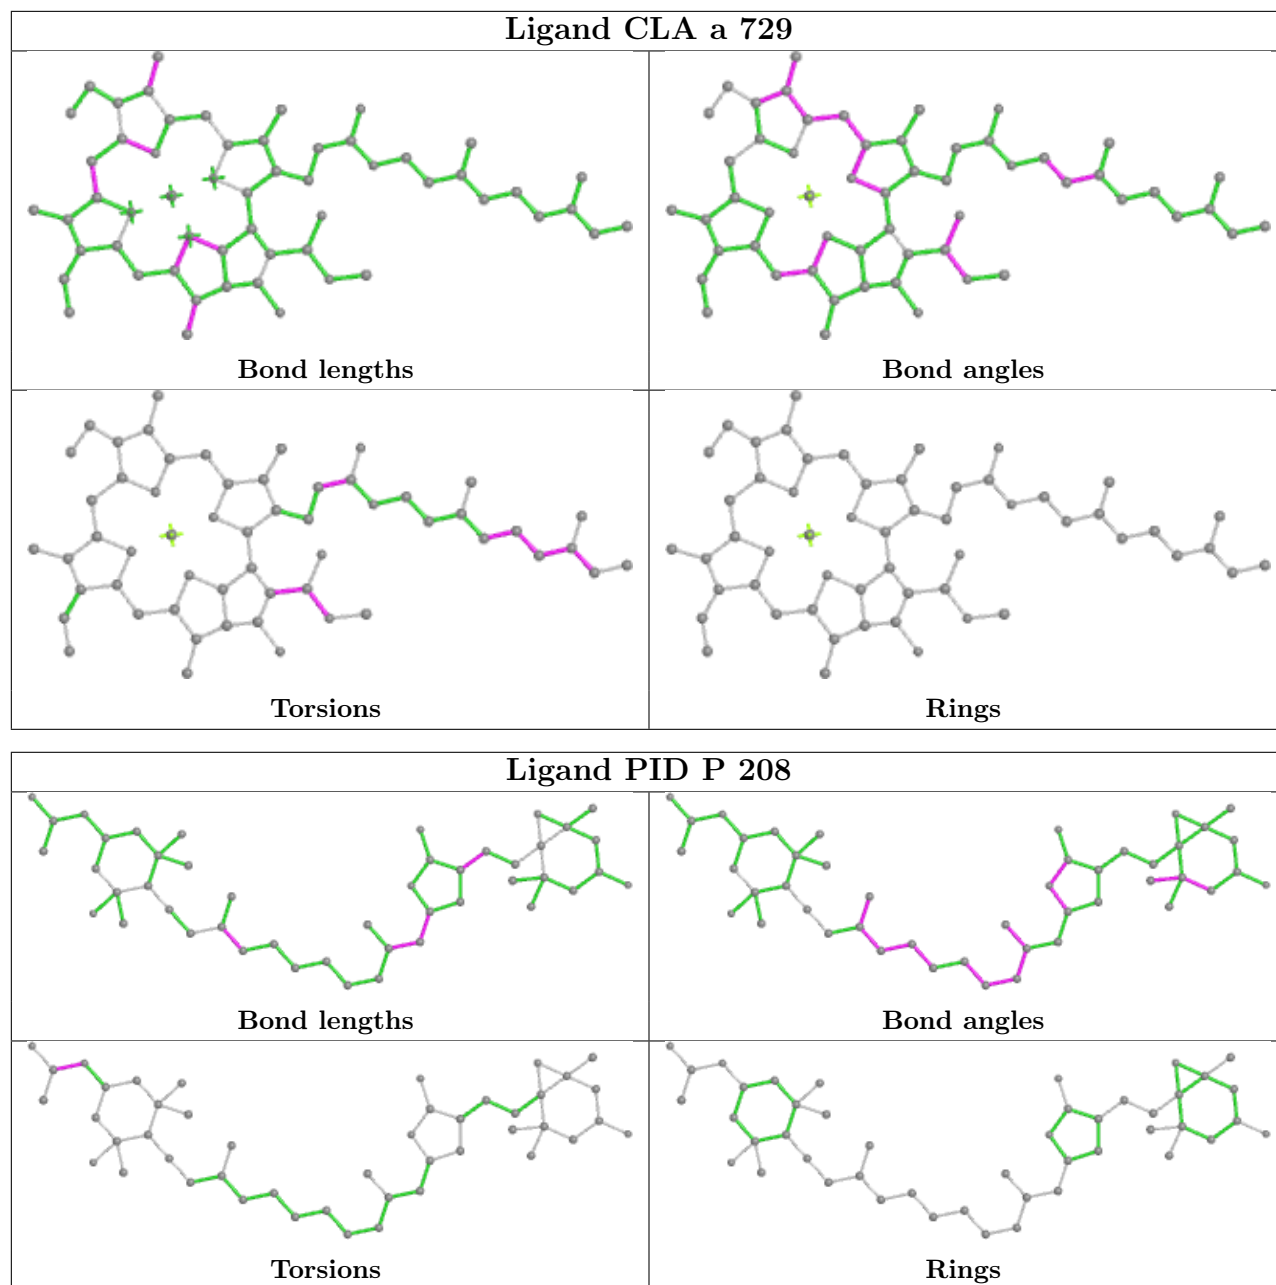 Ligand CLA a 729
Bond lengths
Bond angles
Torsions
Rings
Ligand PID P 208
Bond lengths
Bond angles
Torsions
Rings